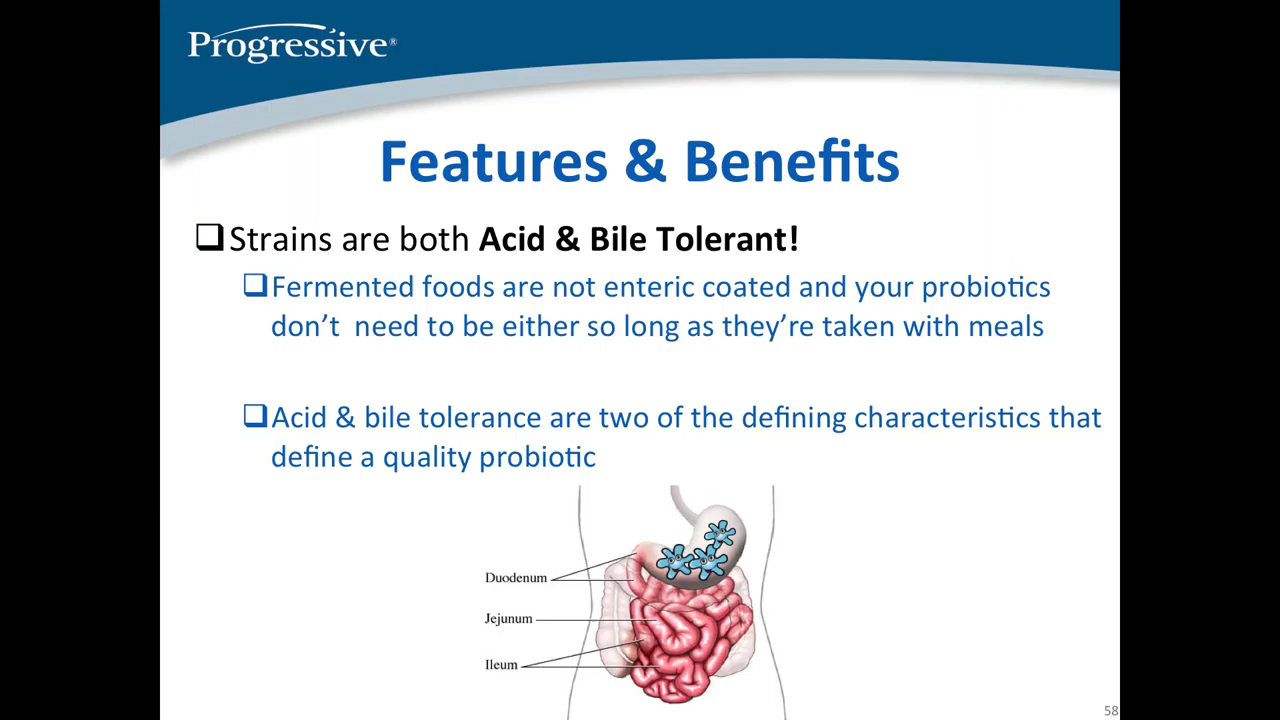 Progressive®
Features & Benefits
Strains are both Acid & Bile Tolerant!
Fermented foods are not enteric coated and your probiotics
don’t need to be either so long as they’re taken with meals
Acid & bile tolerance are two of the defining characteristics that
define a quality probiotic
Duodenum
Jejunum
Ileum
58